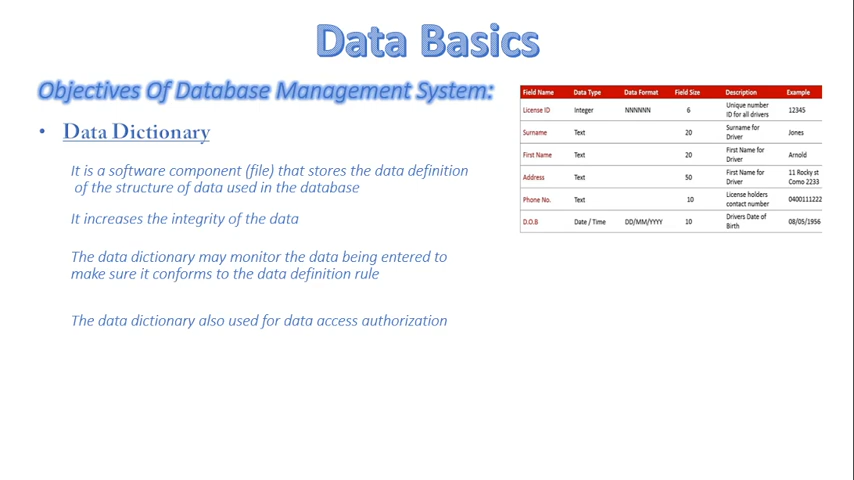 Data Basics
Objectives Of Database Management System:
• Data Dictionary
It is a software component (file) that stores the data definition
of the structure of data used in the database
It increases the integrity of the data
The data dictionary may monitor the data being entered to
make sure it conforms to the data definition rule
The data dictionary also used for data access authorization
Field Name Data Type Data Format Field Size Description Example
License ID Integer NNNNNN 6 Unique number ID for all drivers 12345
Surname Text 20 Surname for Driver Jones
First Name Text 20 First Name for Driver Arnold
Address Text 50 First Name for Driver 11 Rocky st Como 2233
Phone No. Text 10 License holders contact number 0400111222
D.O.B Date / Time DD/MM/YYYY 10 Drivers Date of Birth 08/05/1956